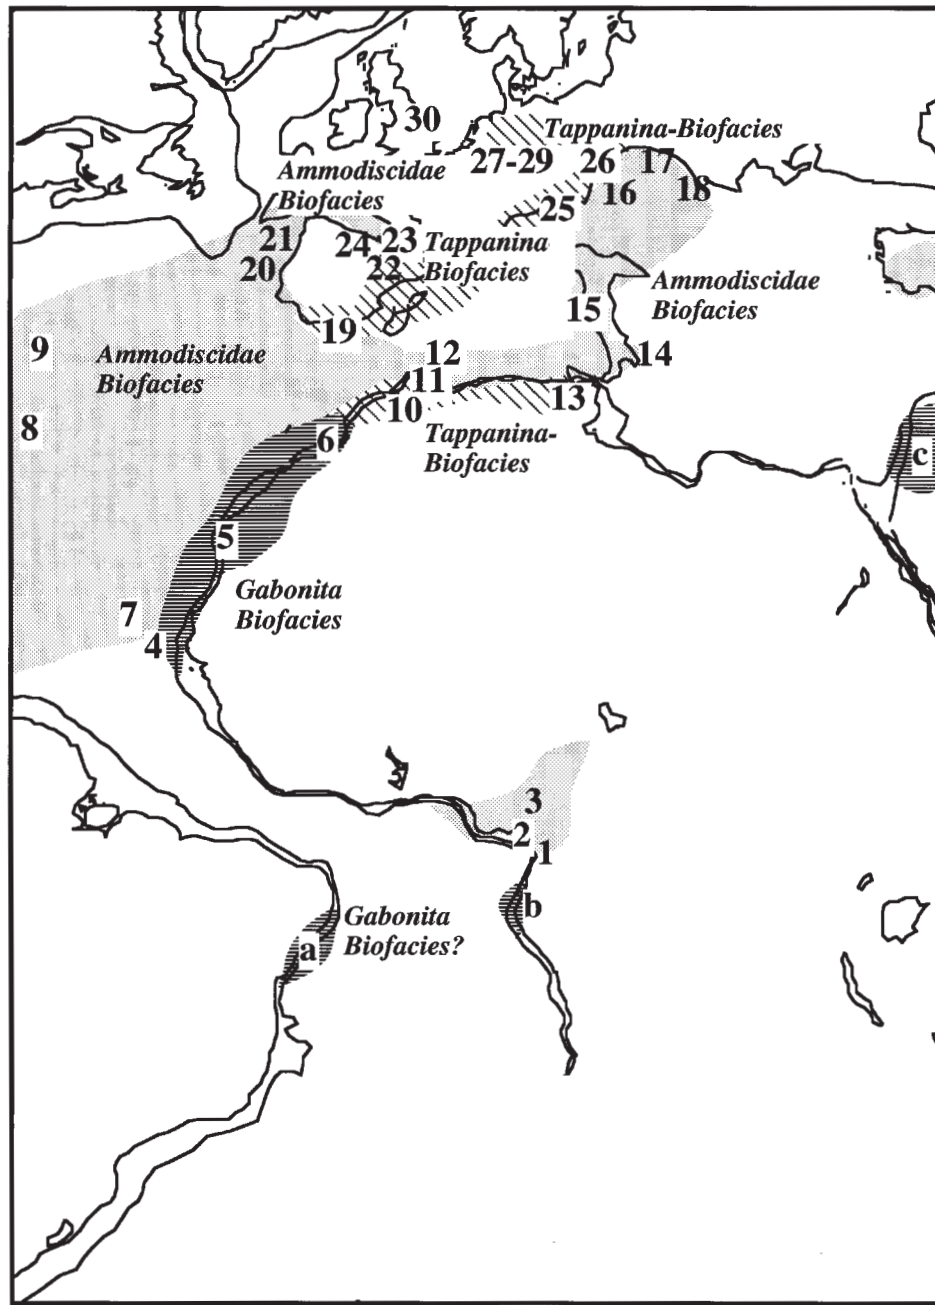 30
Tappanina-Biofacies
27-29
26
17
Ammodiscidae
Biofacies
16
18
25
21
24
23
Tappanina
Biofacies
20
22
Ammodiscidae
Biofacies
15
19
9
Ammodiscidae
Biofacies
12
14
11
13
10
8
6
Tappanina-
Biofacies
c
5
Gabonita
Biofacies
7
4
3
2
1
b
Gabonita
Biofacies?
a